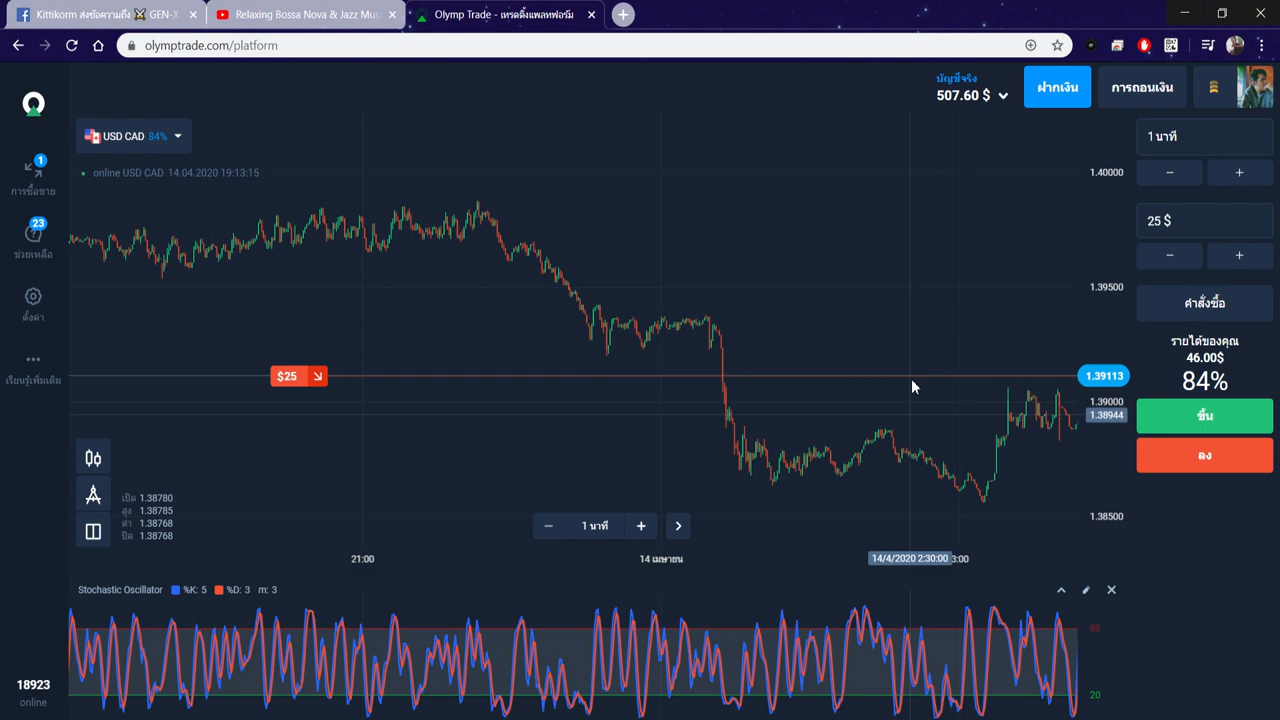 Kittikorm ส่งข้อความถึง ⚔ GEN-X
Relaxing Bossa Nova & Jazz Mus
Olymp Trade - เทรดดิ้งแพลทฟอร์ม
olymptrade.com/platform
บัญชีจริง
507.60 $
ฝากเงิน
การถอนเงิน
USD CAD 84%
online USD CAD 14.04.2020 19:13:15
1
การซื้อขาย
23
ช่วยเหลือ
ตั้งค่า
เรียนรู้เพิ่มเติม
1 นาที
25 $
คำสั่งซื้อ
รายได้ของคุณ
46.00$
84%
ขึ้น
ลง
1.40000
1.39500
$25
1.39113
1.39000
1.38944
1.38500
เปิด 1.38780
สูง 1.38785
ต่ำ 1.38768
ปิด 1.38768
1 นาที
21:00
14 เมษายน
14/4/2020 2:30:00
3:00
Stochastic Oscillator %K: 5 %D: 3 m: 3
80
20
18923
online